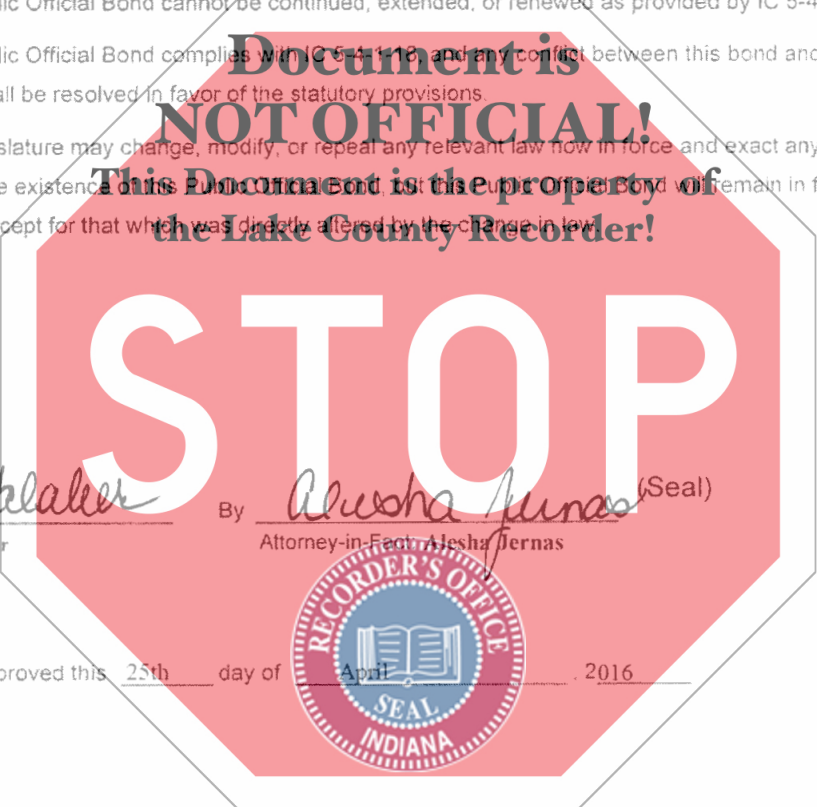 lic Official Bond cannot be continued, extended, or renewed as provided by IC 5-4
lic Official Bond complies with IC 5-4-1-18, and any conflict between this bond and
all be resolved in favor of the statutory provisions.
Document is
NOT OFFICIAL!
slature may change, modify, or repeal any relevant law now in force and exact any
This Document is the property of
e existence of this Public Official Bond, but this Public Official Bond will remain in f
cept for that which was directly altered by the change in law.
the Lake County Recorder!
STOP
By Alesha Jernas (Seal)
r Attorney-in-Fact, Alesha Jernas
RECORDER'S OFFICE
proved this 25th day of April . 2016
SEAL
INDIANA